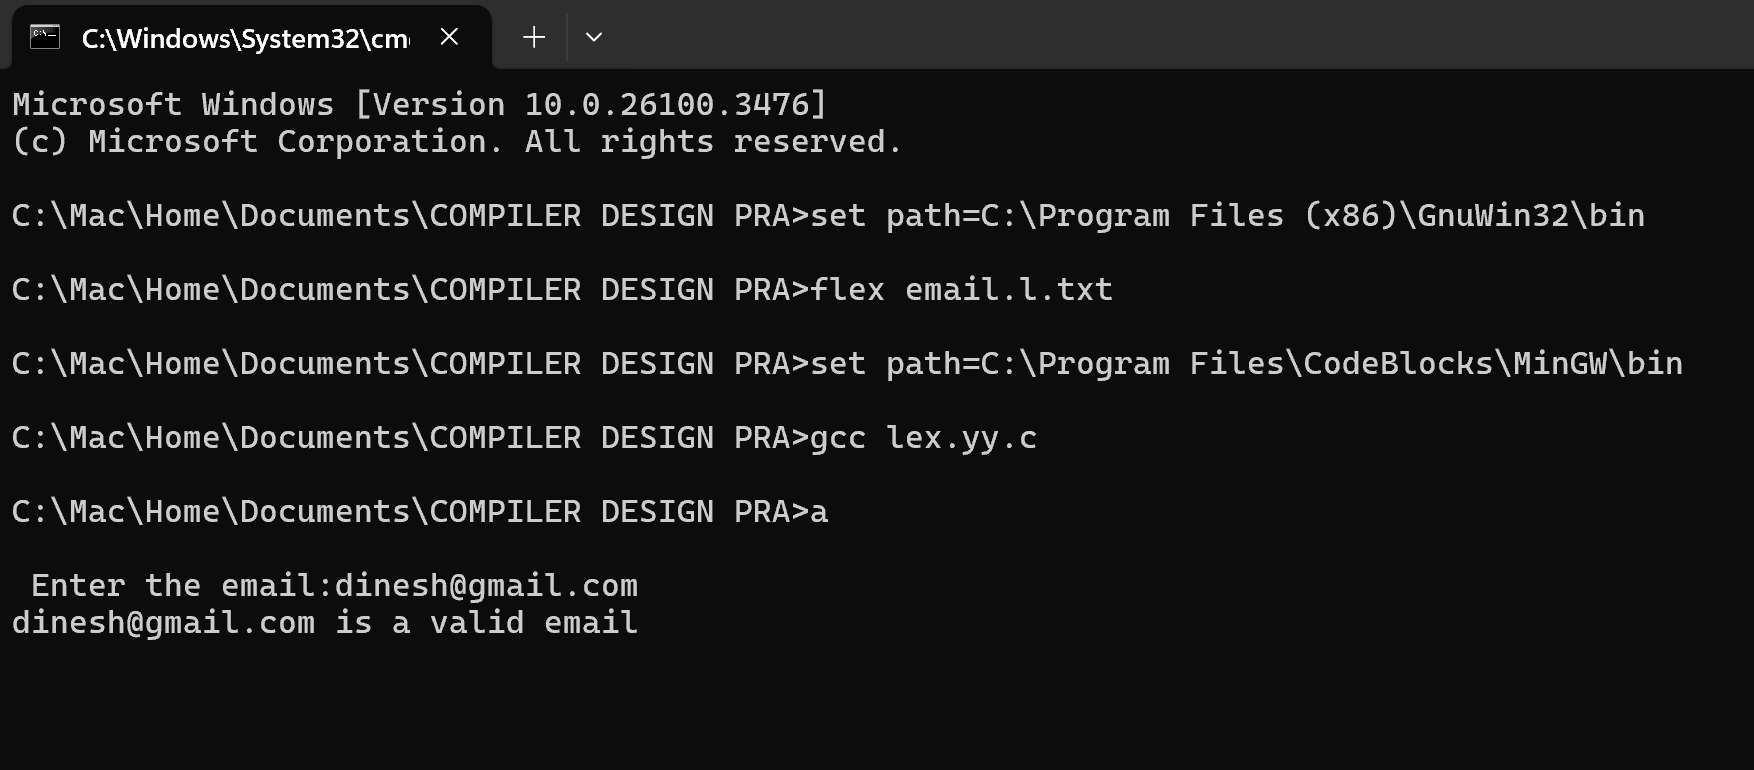 C:\Windows\System32\cm
Microsoft Windows [Version 10.0.26100.3476]
(c) Microsoft Corporation. All rights reserved.
C:\Mac\Home\Documents\COMPILER DESIGN PRA>set path=C:\Program Files (x86)\GnuWin32\bin
C:\Mac\Home\Documents\COMPILER DESIGN PRA>flex email.l.txt
C:\Mac\Home\Documents\COMPILER DESIGN PRA>set path=C:\Program Files\CodeBlocks\MinGW\bin
C:\Mac\Home\Documents\COMPILER DESIGN PRA>gcc lex.yy.c
C:\Mac\Home\Documents\COMPILER DESIGN PRA>a
Enter the email:dinesh@gmail.com
dinesh@gmail.com is a valid email